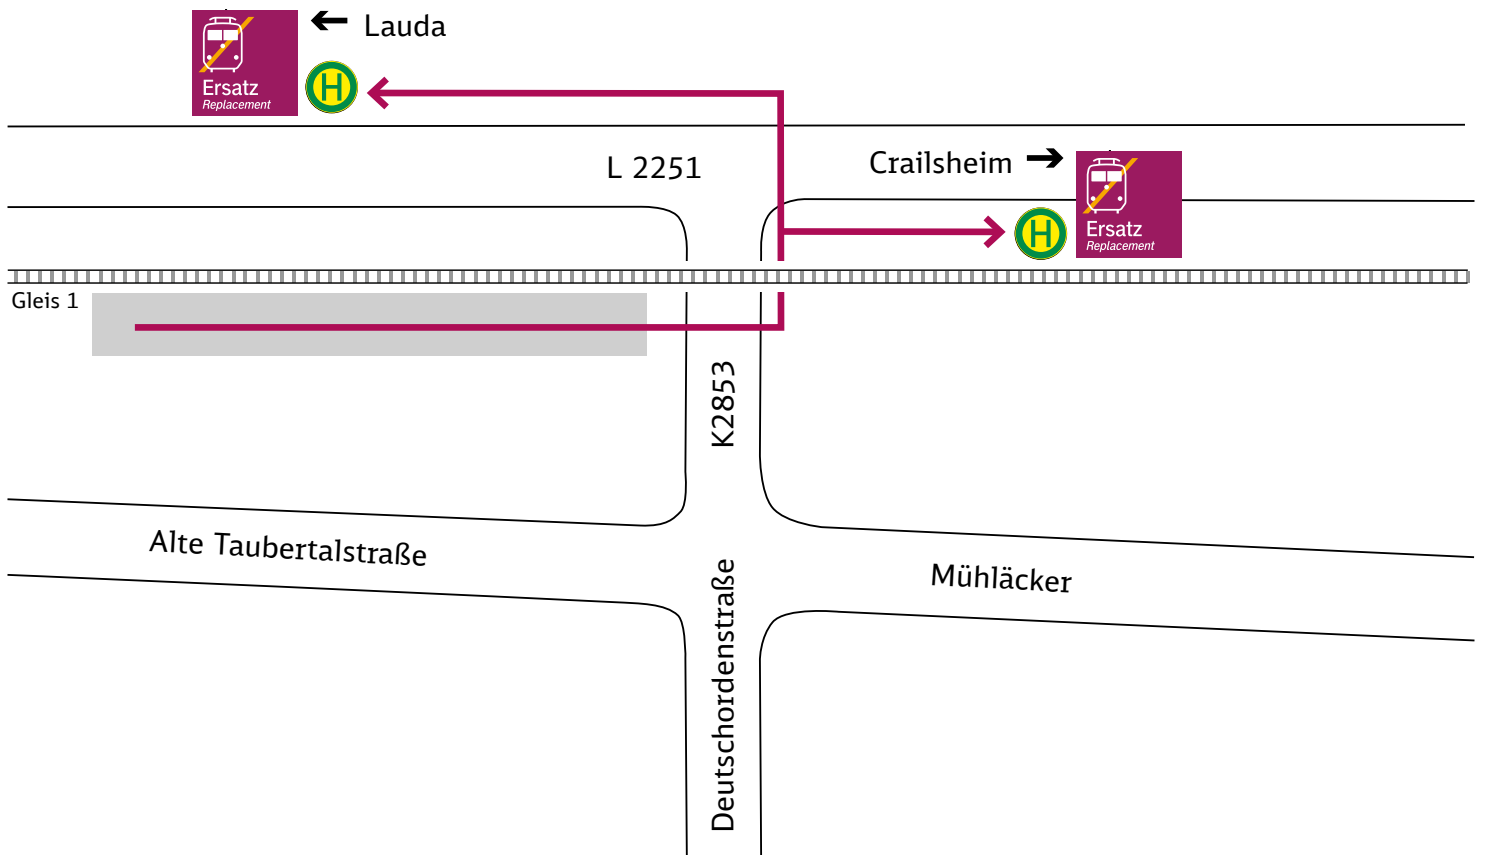 ← Lauda
Ersatz
Replacement
H
L 2251
Crailsheim →
H
Ersatz
Replacement
Gleis 1
K2853
Alte Taubertalstraße
Mühläcker
Deutschordenstraße